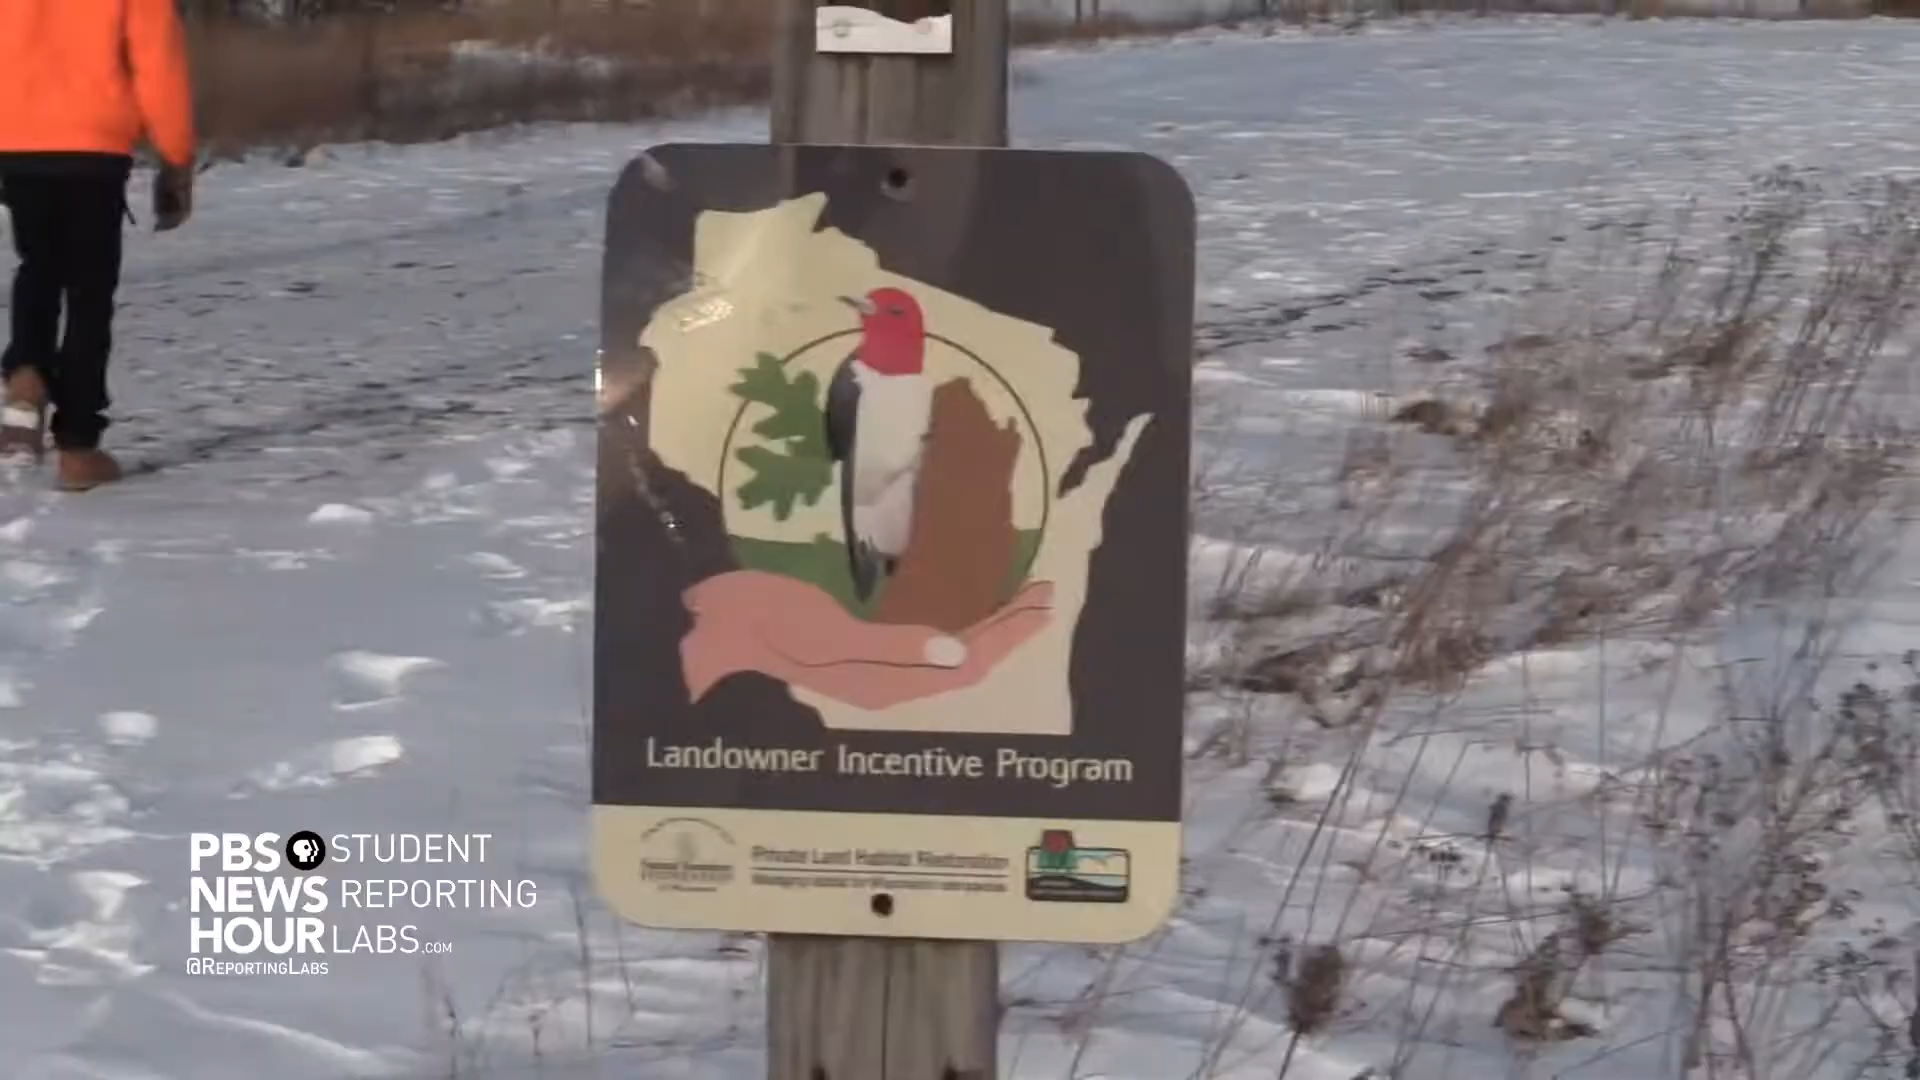 Landowner Incentive Program
Private Land Habitat Restoration
PBS STUDENT
NEWS REPORTING
HOUR LABS.COM
@REPORTINGLABS